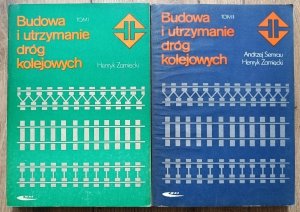 Budowa
i utrzymanie
dróg
kolejowych
TOM I
Henryk Zamięcki
Budowa
i utrzymanie
dróg
kolejowych
TOM II
Andrzej Semrau
Henryk Zamięcki